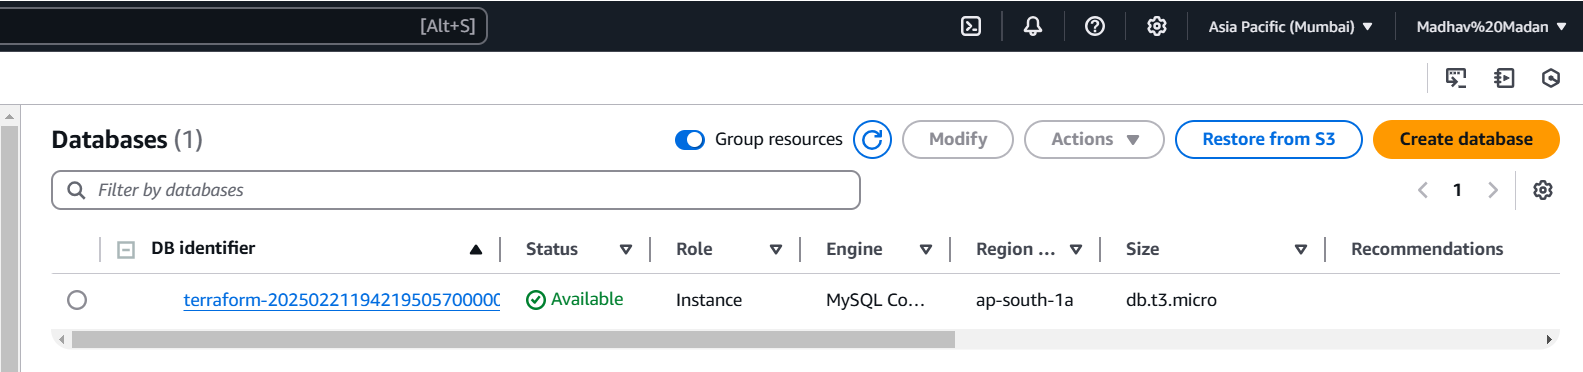 [Alt+S] Asia Pacific (Mumbai) Madhav%20Madan
Databases (1) Group resources Modify Actions Restore from S3 Create database
Filter by databases 1
DB identifier Status Role Engine Region ... Size Recommendations
terraform-20250221194219505700000 Available Instance MySQL Co... ap-south-1a db.t3.micro